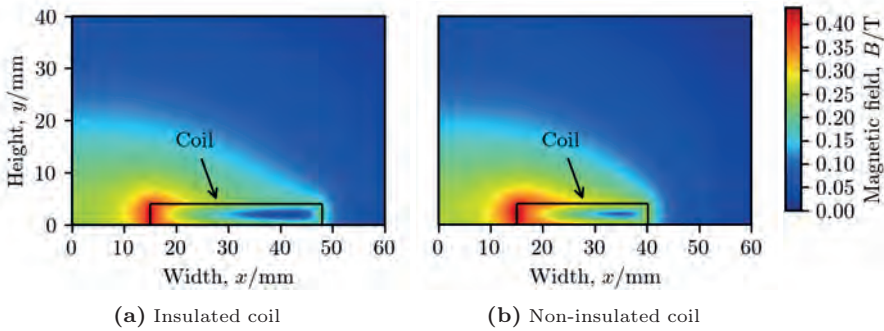 40
30
20
10
0
Height, y/mm
Coil
0 10 20 30 40 50 60
Width, x/mm
(a) Insulated coil
Coil
0 10 20 30 40 50 60
Width, x/mm
(b) Non-insulated coil
0.40
0.35
0.30
0.25
0.20
0.15
0.10
0.05
0.00
Magnetic field, B/T